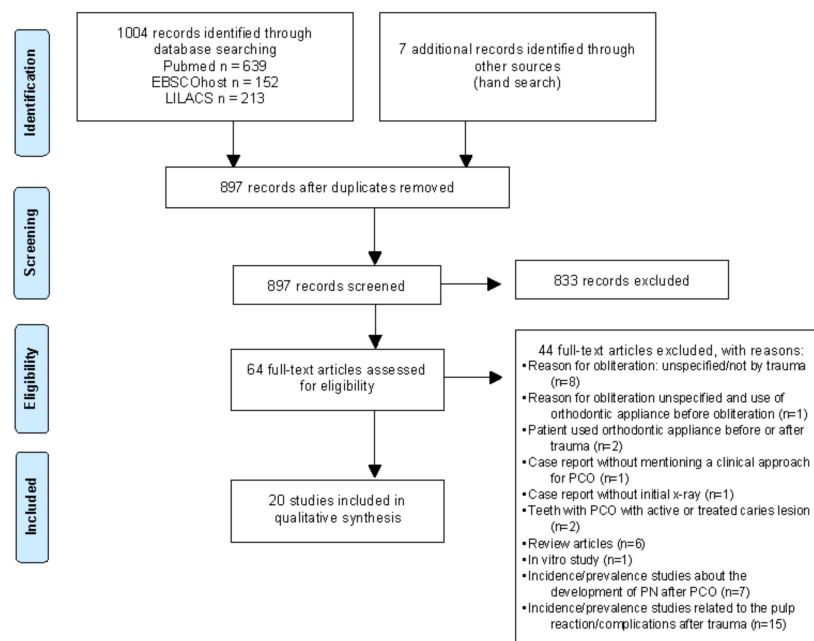 Identification
1004 records identified through
database searching
Pubmed n = 639
EBSCOhost n = 152
LILACS n = 213
7 additional records identified through
other sources
(hand search)
897 records after duplicates removed
Screening
897 records screened
833 records excluded
Eligibility
64 full-text articles assessed
for eligibility
44 full-text articles excluded, with reasons:
▪Reason for obliteration: unspecified/not by trauma
(n=8)
▪Reason for obliteration unspecified and use of
orthodontic appliance before obliteration (n=1)
▪Patient used orthodontic appliance before or after
trauma (n=2)
▪Case report without mentioning a clinical approach
for PCO (n=1)
▪Case report without initial x-ray (n=1)
▪Teeth with PCO with active or treated caries lesion
(n=2)
▪Review articles (n=6)
▪In vitro study (n=1)
▪Incidence/prevalence studies about the
development of PN after PCO (n=7)
▪Incidence/prevalence studies related to the pulp
reaction/complications after trauma (n=15)
Included
20 studies included in
qualitative synthesis